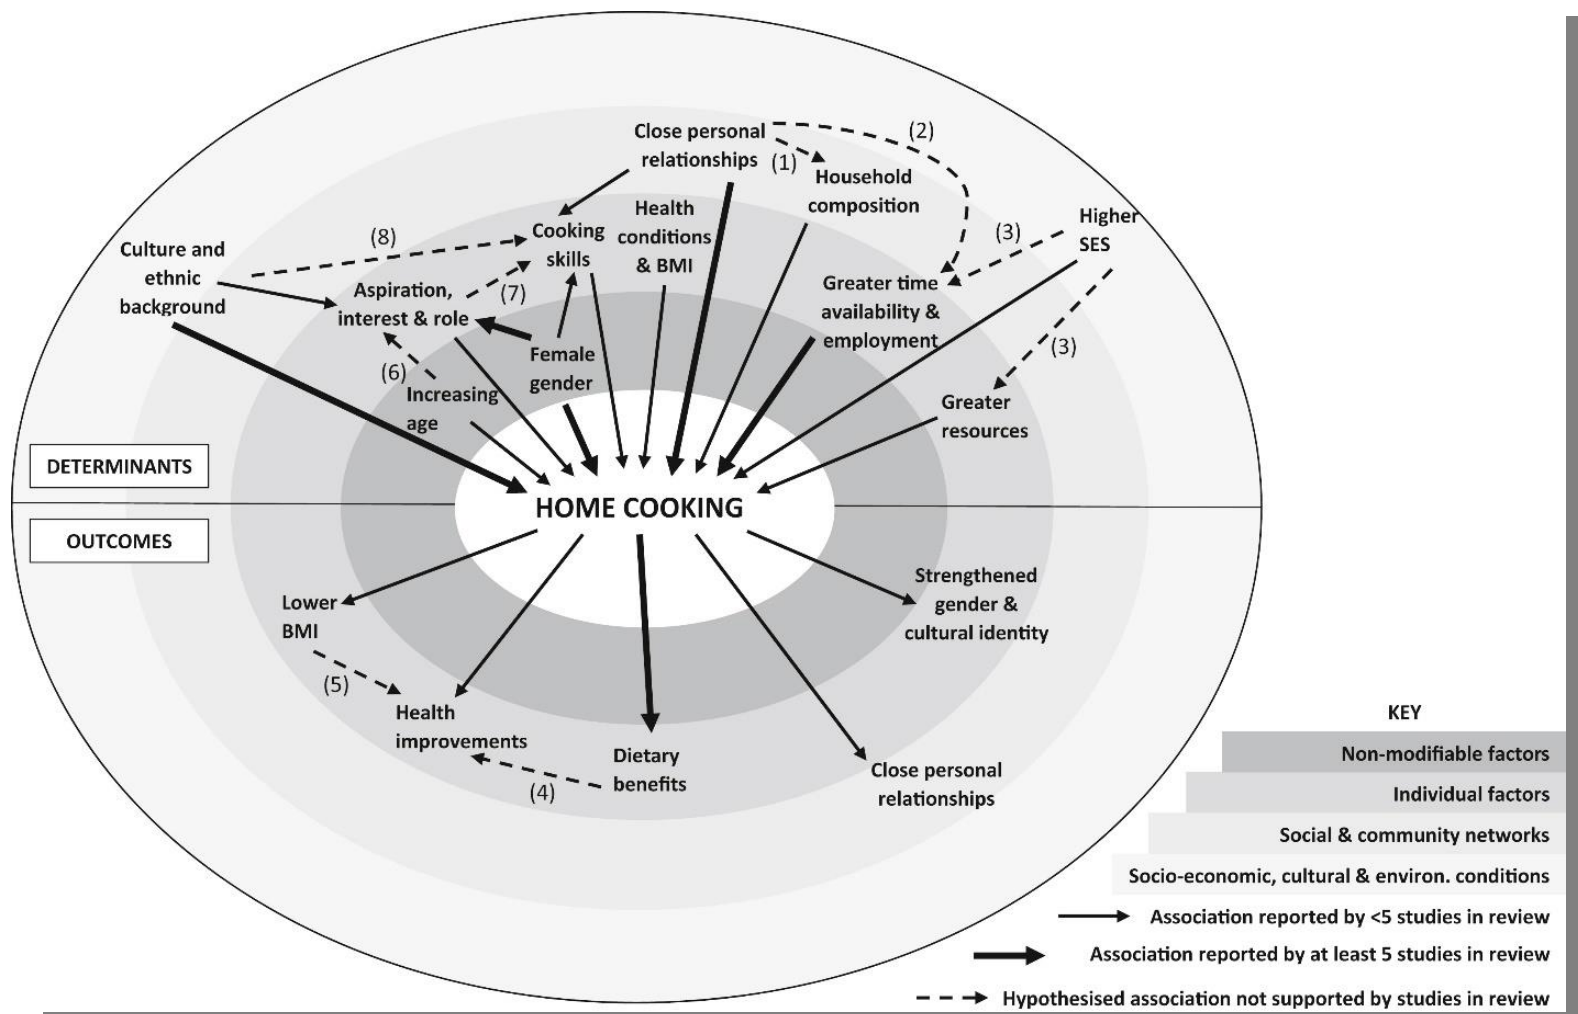 Close personal
relationships
(1)
(2)
Household
composition
Higher
SES
(3)
Health
conditions
& BMI
Cooking
skills
(8)
Culture and
ethnic
background
Aspiration,
interest & role
(7)
Greater time
availability &
employment
(3)
Female
gender
(6)
Increasing
age
Greater
resources
DETERMINANTS
HOME COOKING
OUTCOMES
Strengthened
gender &
cultural identity
Lower
BMI
(5)
Health
improvements
Dietary
benefits
(4)
Close personal
relationships
KEY
Non-modifiable factors
Individual factors
Social & community networks
Socio-economic, cultural & environ. conditions
Association reported by <5 studies in review
Association reported by at least 5 studies in review
Hypothesised association not supported by studies in review